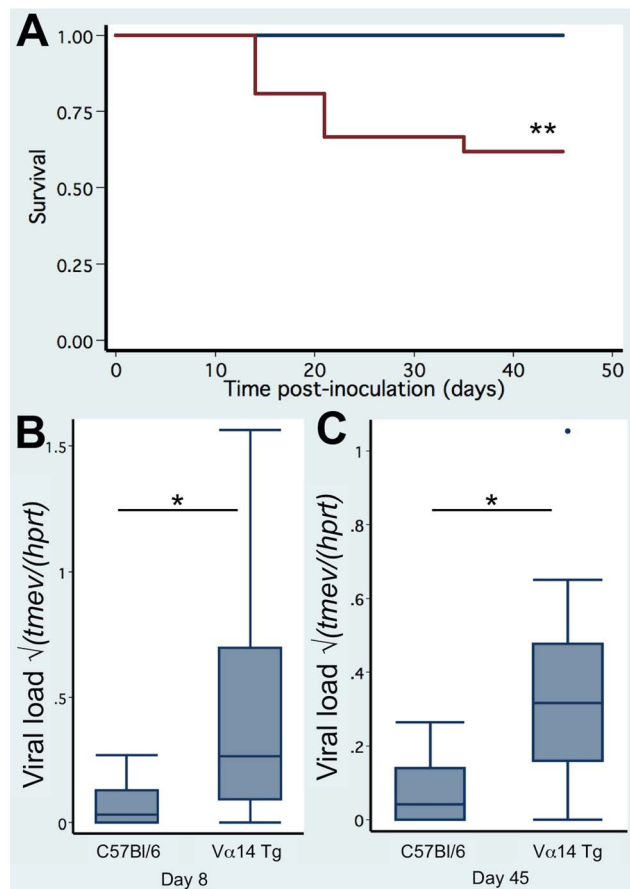 A
1.00
0.75
0.50
0.25
0.00
Survival
**
0 10 20 30 40 50
Time post-inoculation (days)
B
1.5
1
.5
0
Viral load √(tmev/(hprt)
*
C57Bl/6 Vα14 Tg
Day 8
C
1
.8
.6
.4
.2
0
Viral load √(tmev/(hprt)
*
C57Bl/6 Vα14 Tg
Day 45